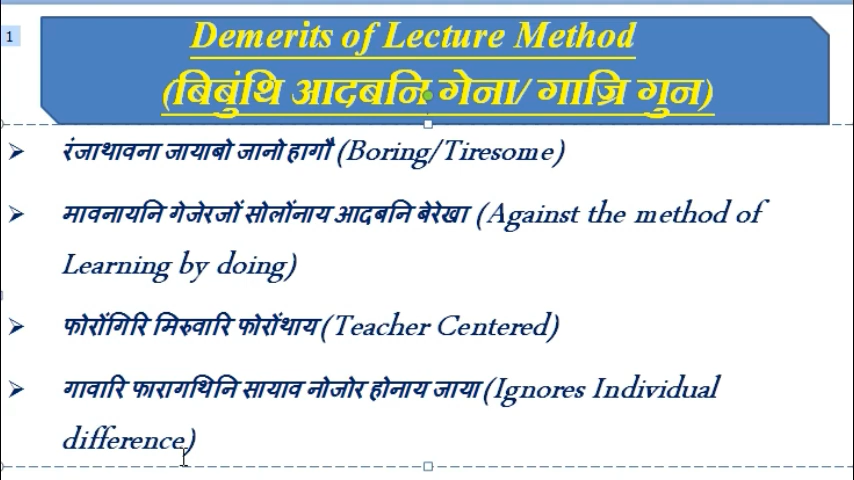 1
Demerits of Lecture Method
(बिबुंथि आदबनि गेना/ गाज्रि गुन)
➢ रंजाथावना जायाबो जानो हागौ (Boring/Tiresome)
➢ मावनायनि गेजेरजों सोलोंनाय आदबनि बेरेखा (Against the method of
Learning by doing)
➢ फोरोंगिरि मिरुवारि फोरोंथाय(Teacher Centered)
➢ गावारि फारागथिनि सायाव नोजोर होनाय जाया(Ignores Individual
difference)